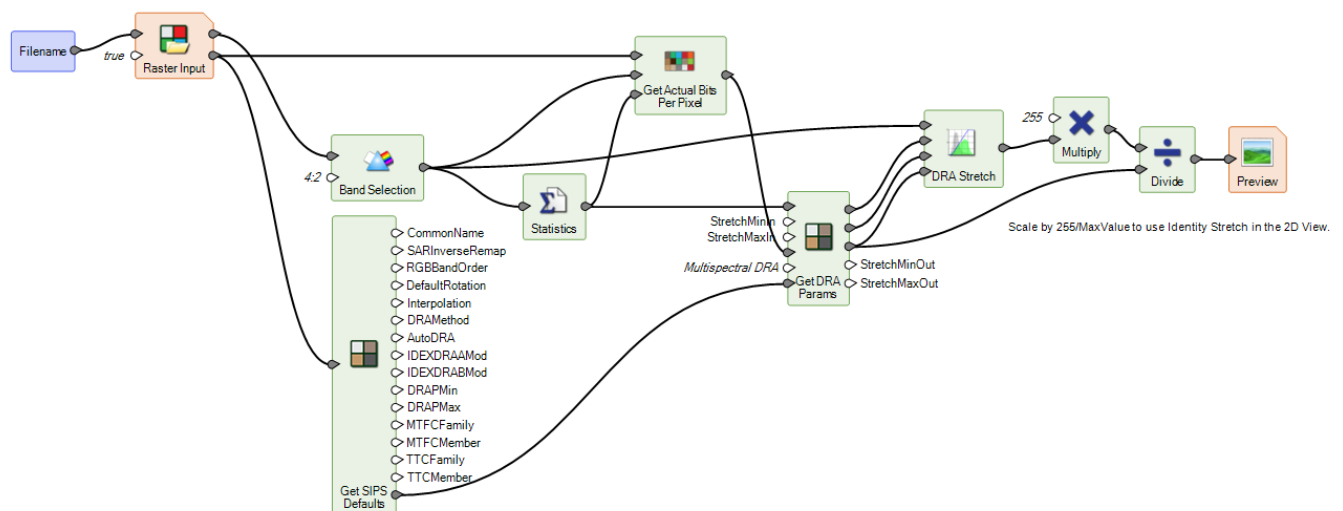 Filename
true
Raster Input
Get Actual Bits
Per Pixel
4:2
Band Selection
Statistics
CommonName
SARInverseRemap
RGBBandOrder
DefaultRotation
Interpolation
DRAMethod
AutoDRA
IDEXDRAAMod
IDEXDRABMod
DRAPMin
DRAPMax
MTFCFamily
MTFCMember
TTCFamily
TTCMember
Get SIPS
Defaults
StretchMinIn
StretchMaxIn
Multispectral DRA
Get DRA
Params
StretchMinOut
StretchMaxOut
DRA Stretch
255
Multiply
Divide
Preview
Scale by 255/MaxValue to use Identity Stretch in the 2D View.